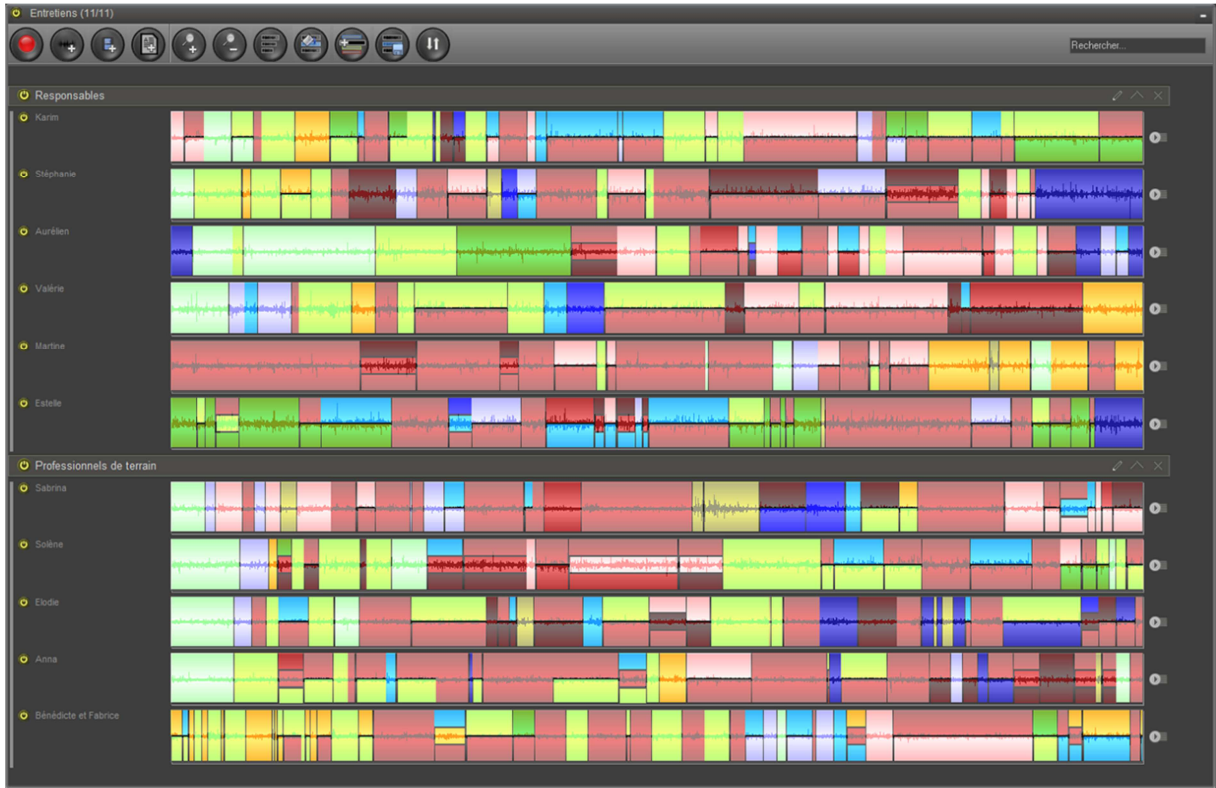 Entretiens (11/11)
Rechercher...
Responsables
Karim
Stéphanie
Aurélien
Valérie
Martine
Estelle
Professionnels de terrain
Sabrina
Solène
Elodie
Anna
Bénédicte et Fabrice